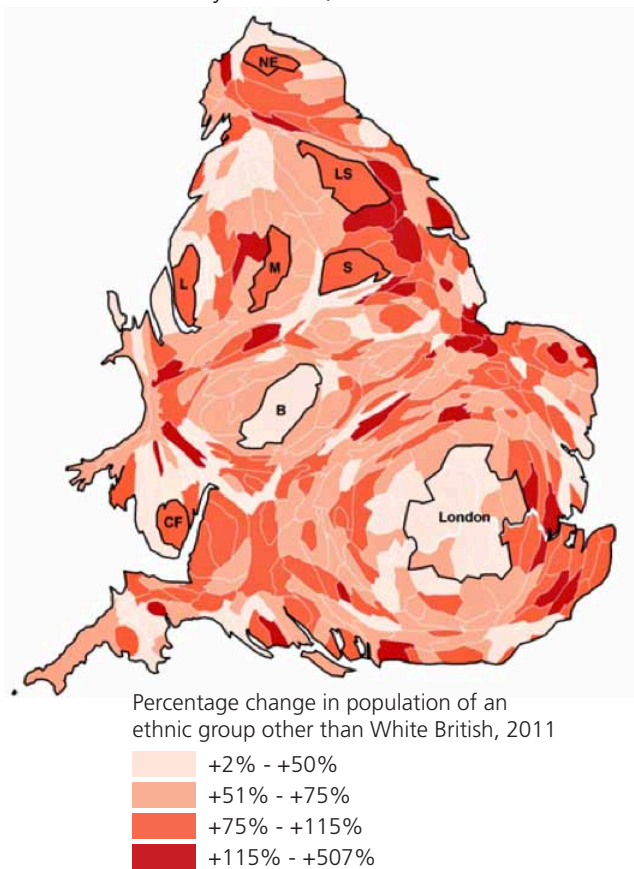 NE
LS
L
M
S
B
CF
London
Percentage change in population of an
ethnic group other than White British, 2011
+2% - +50%
+51% - +75%
+75% - +115%
+115% - +507%